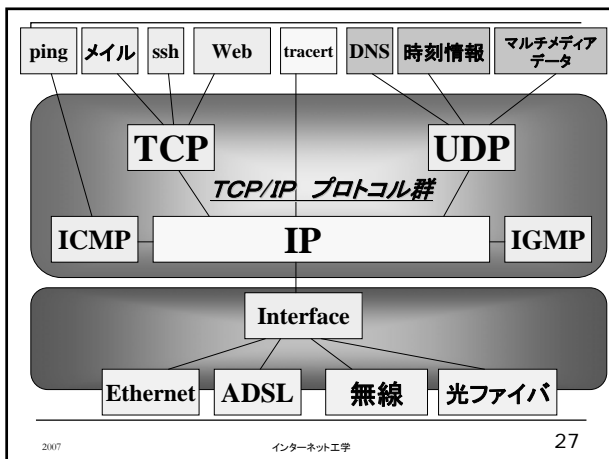 ping メイル ssh Web tracert DNS 時刻情報 マルチメディア
データ
TCP UDP
TCP/IP プロトコル群
ICMP IP IGMP
Interface
Ethernet ADSL 無線 光ファイバ
2007 インターネット工学 27